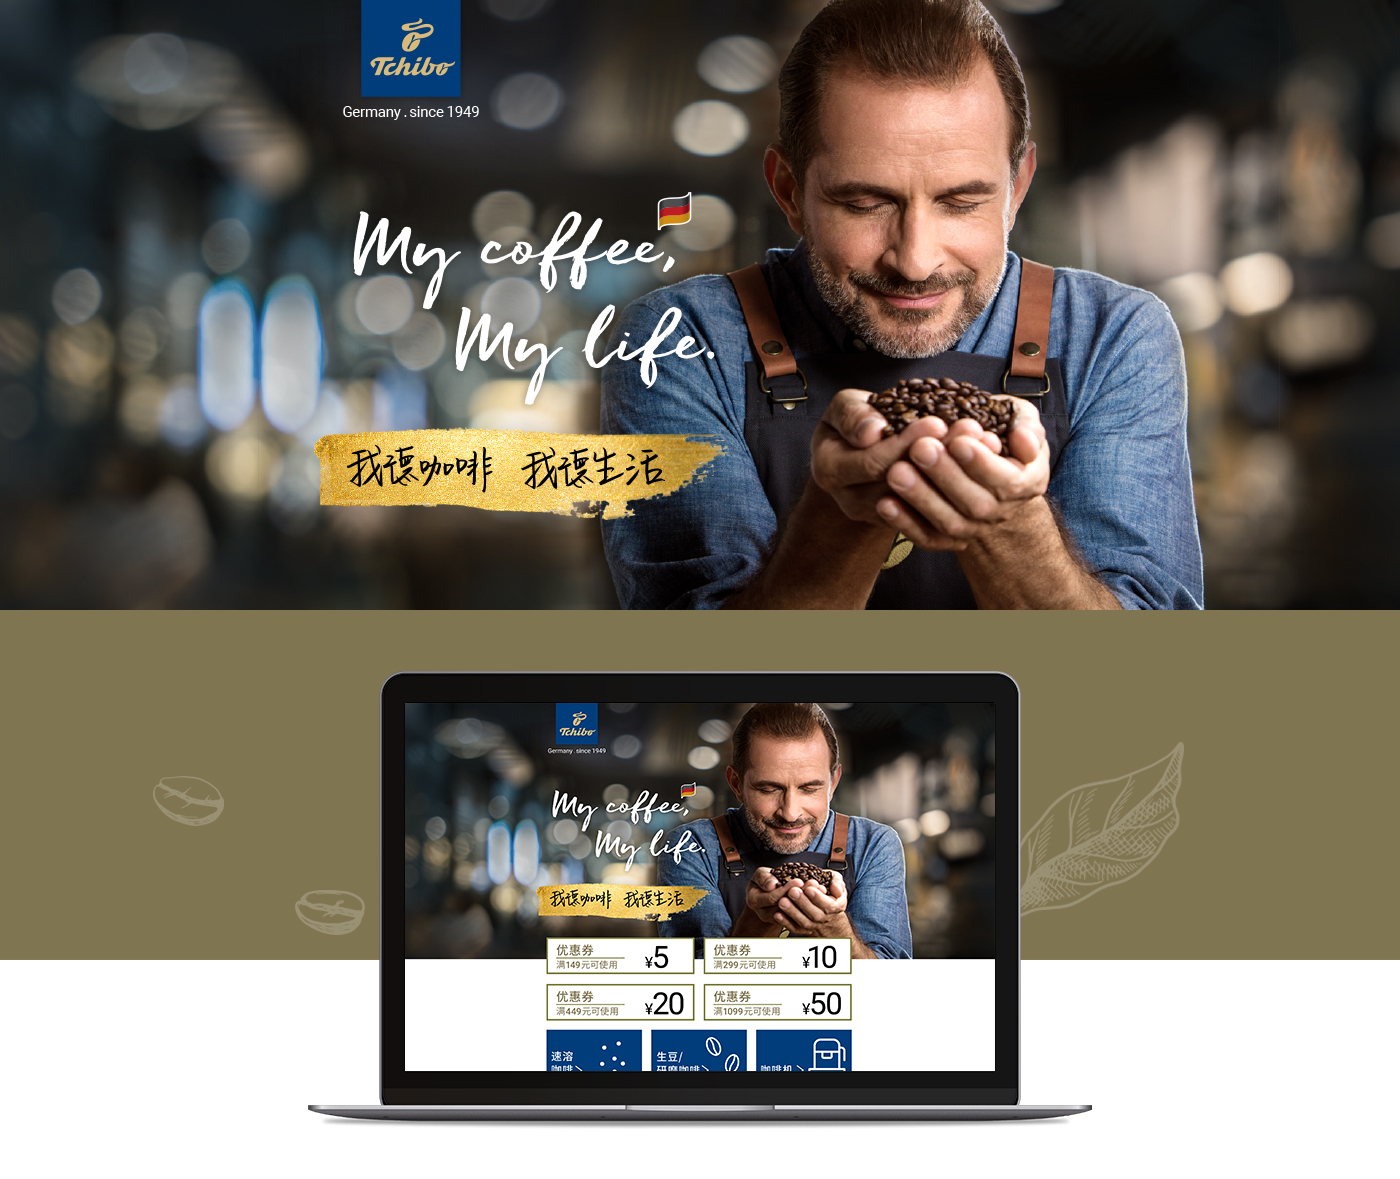 Tchibo
Germany . since 1949
My coffee,
My life.
我德咖啡 我德生活
Tchibo
Germany . since 1949
My coffee,
My life.
我德咖啡 我德生活
优惠券
满149元可使用
¥5
优惠券
满299元可使用
¥10
优惠券
满449元可使用
¥20
优惠券
满1099元可使用
¥50
速溶
咖啡>
生豆/
研磨咖啡>
咖啡机 >